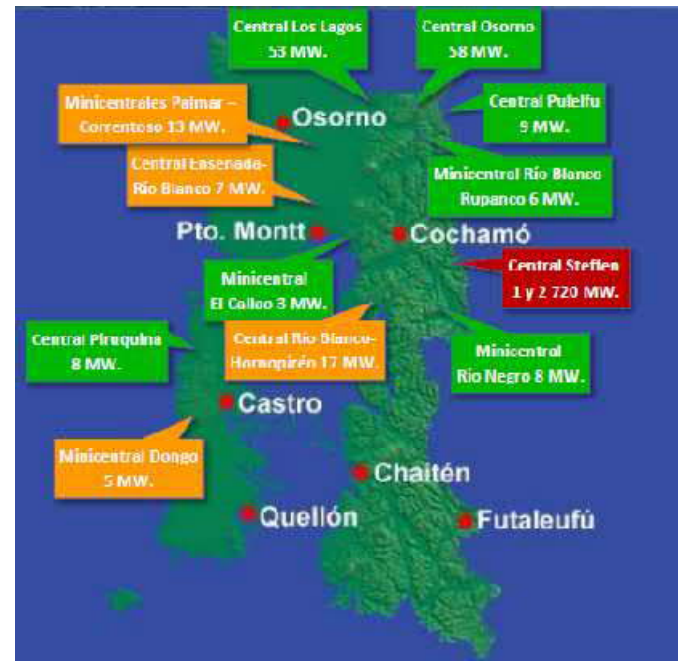 Central Los Lagos
53 MW.
Central Osorno
58 MW.
Minicentrales Palmar –
Correntoso 13 MW.
Central Pulelfu
9 MW.
Osorno
Central Ensenada-
Río Blanco 7 MW.
Minicentral Río Blanco
Rupanco 6 MW.
Pto. Montt
Cochamó
Central Steffen
1 y 2 720 MW.
Minicentral
El Callao 3 MW.
Central Piruquina
8 MW.
Central Río Blanco-
Hornopirén 17 MW.
Minicentral
Río Negro 8 MW.
Castro
Minicentral Dongo
5 MW.
Chaitén
Quellón
Futaleufú